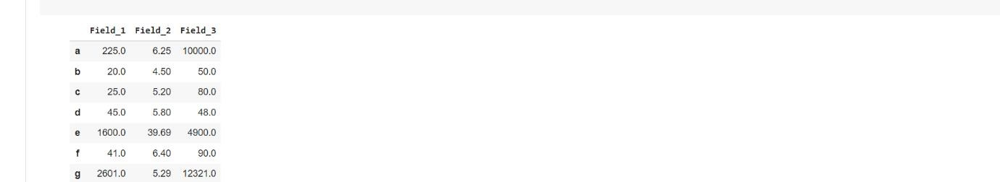 Field_1 Field_2 Field_3
a 225.0 6.25 10000.0
b 20.0 4.50 50.0
c 25.0 5.20 80.0
d 45.0 5.80 48.0
e 1600.0 39.69 4900.0
f 41.0 6.40 90.0
g 2601.0 5.29 12321.0